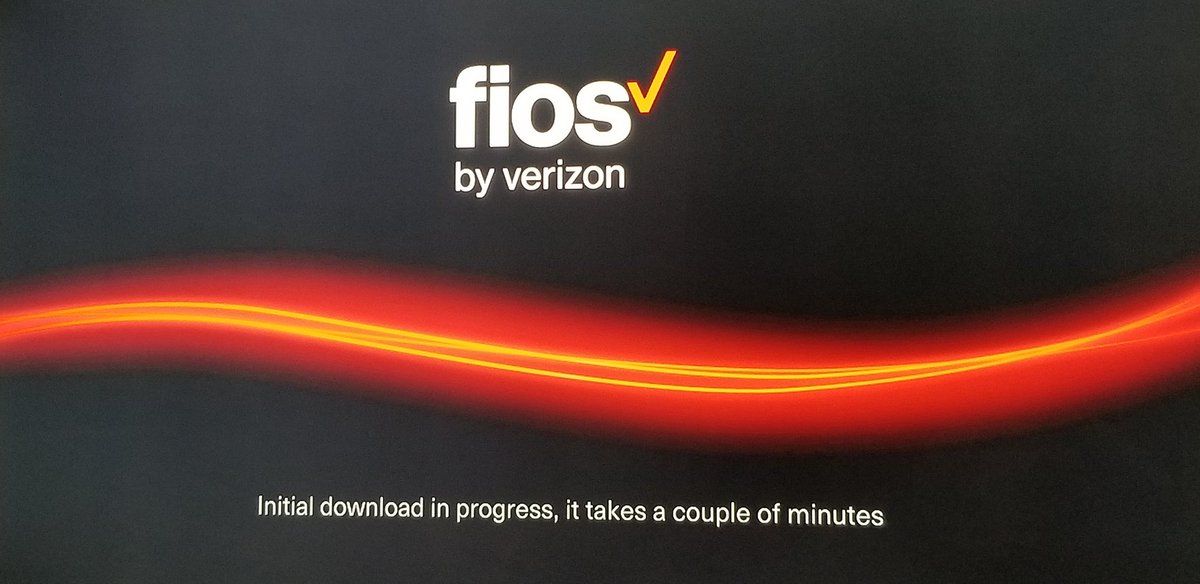 fios
by verizon
Initial download in progress, it takes a couple of minutes